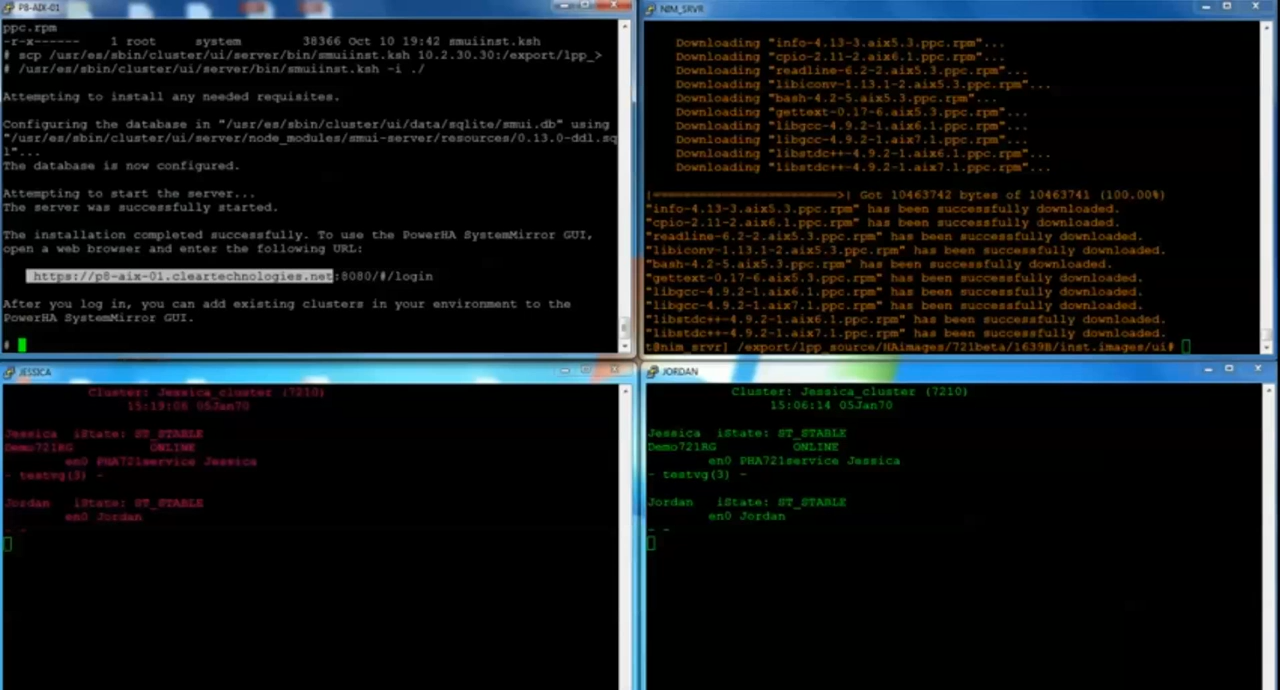 P8-AIX-01
ppc.rpm
-r-x------ 1 root system 38366 Oct 10 19:42 smuiinst.ksh
# scp /usr/es/sbin/cluster/ui/server/bin/smuiinst.ksh 10.2.30.30:/export/lpp_>
# /usr/es/sbin/cluster/ui/server/bin/smuiinst.ksh -i ./
Attempting to install any needed requisites.
Configuring the database in "/usr/es/sbin/cluster/ui/data/sqlite/smui.db" using
"/usr/es/sbin/cluster/ui/server/node_modules/smui-server/resources/0.13.0-ddl.sq
l"...
The database is now configured.
Attempting to start the server...
The server was successfully started.
The installation completed successfully. To use the PowerHA SystemMirror GUI,
open a web browser and enter the following URL:
https://p8-aix-01.cleartechnologies.net:8080/#/login
After you log in, you can add existing clusters in your environment to the
PowerHA SystemMirror GUI.
#
NIM_SRVR
Downloading "info-4.13-3.aix5.3.ppc.rpm"...
Downloading "cpio-2.11-2.aix6.1.ppc.rpm"...
Downloading "readline-6.2-2.aix5.3.ppc.rpm"...
Downloading "libiconv-1.13.1-2.aix5.3.ppc.rpm"...
Downloading "bash-4.2-5.aix5.3.ppc.rpm"...
Downloading "gettext-0.17-6.aix5.3.ppc.rpm"...
Downloading "libgcc-4.9.2-1.aix6.1.ppc.rpm"...
Downloading "libgcc-4.9.2-1.aix7.1.ppc.rpm"...
Downloading "libstdc++-4.9.2-1.aix6.1.ppc.rpm"...
Downloading "libstdc++-4.9.2-1.aix7.1.ppc.rpm"...
|=========================>| Got 10463742 bytes of 10463741 (100.00%)
"info-4.13-3.aix5.3.ppc.rpm" has been successfully downloaded.
"cpio-2.11-2.aix6.1.ppc.rpm" has been successfully downloaded.
"readline-6.2-2.aix5.3.ppc.rpm" has been successfully downloaded.
"libiconv-1.13.1-2.aix5.3.ppc.rpm" has been successfully downloaded.
"bash-4.2-5.aix5.3.ppc.rpm" has been successfully downloaded.
"gettext-0.17-6.aix5.3.ppc.rpm" has been successfully downloaded.
"libgcc-4.9.2-1.aix6.1.ppc.rpm" has been successfully downloaded.
"libgcc-4.9.2-1.aix7.1.ppc.rpm" has been successfully downloaded.
"libstdc++-4.9.2-1.aix6.1.ppc.rpm" has been successfully downloaded.
"libstdc++-4.9.2-1.aix7.1.ppc.rpm" has been successfully downloaded.
t@nim_srvr] /export/lpp_source/HAimages/721beta/1639B/inst.images/ui#
JESSICA
Cluster: Jessica_cluster (7210)
15:19:06 05Jan70
Jessica iState: ST_STABLE
Demo721RG ONLINE
en0 PHA721service Jessica
- testvg(3) -
Jordan iState: ST_STABLE
en0 Jordan
- -
JORDAN
Cluster: Jessica_cluster (7210)
15:06:14 05Jan70
Jessica iState: ST_STABLE
Demo721RG ONLINE
en0 PHA721service Jessica
- testvg(3) -
Jordan iState: ST_STABLE
en0 Jordan
- -